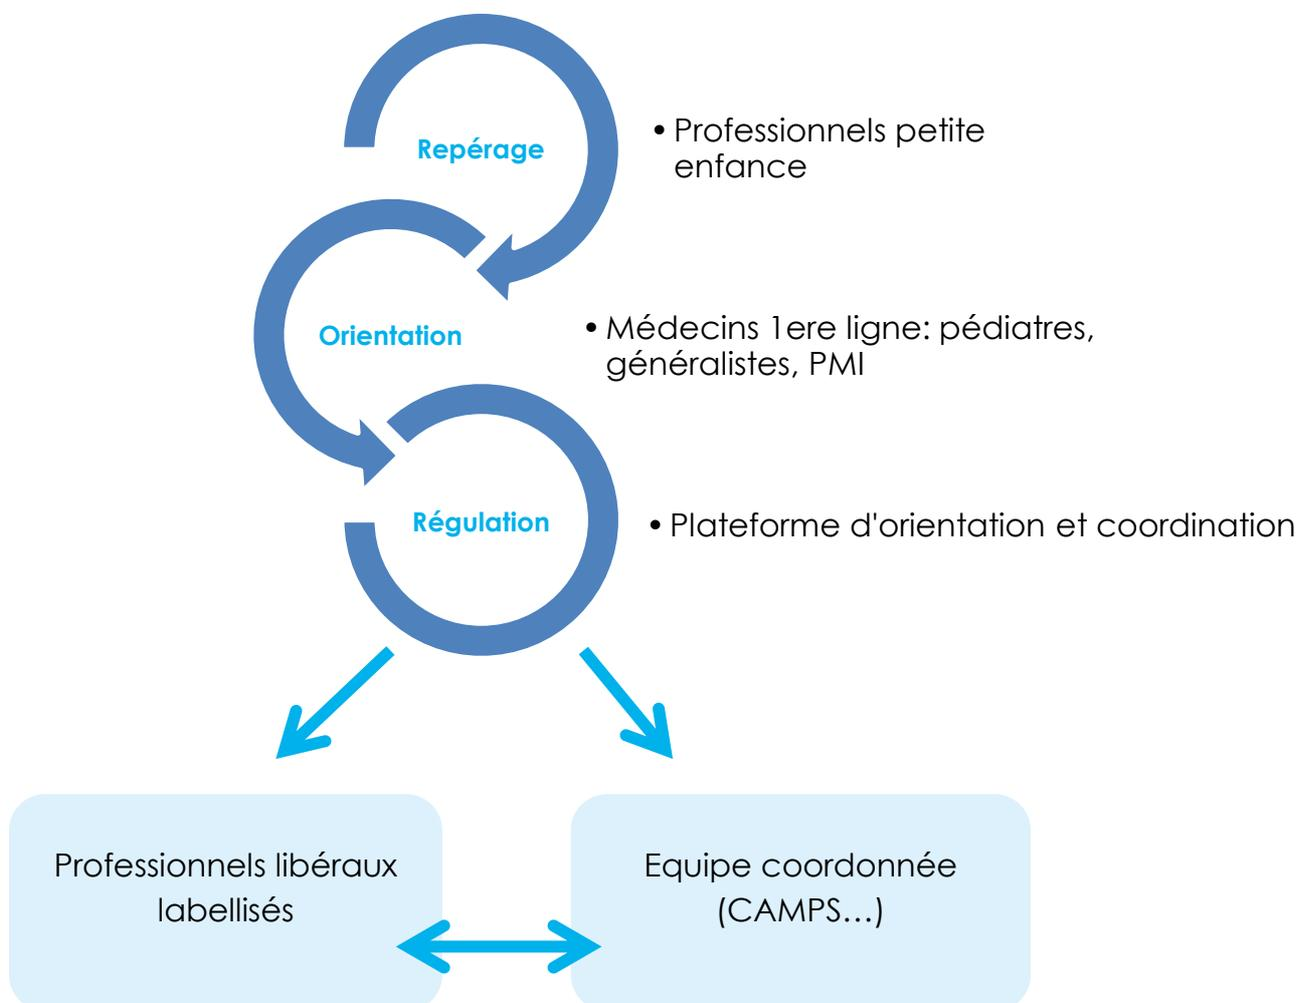 Repérage
• Professionnels petite
enfance
Orientation
• Médecins 1ere ligne: pédiatres,
généralistes, PMI
Régulation
• Plateforme d'orientation et coordination
Professionnels libéraux
labellisés
Equipe coordonnée
(CAMPS…)